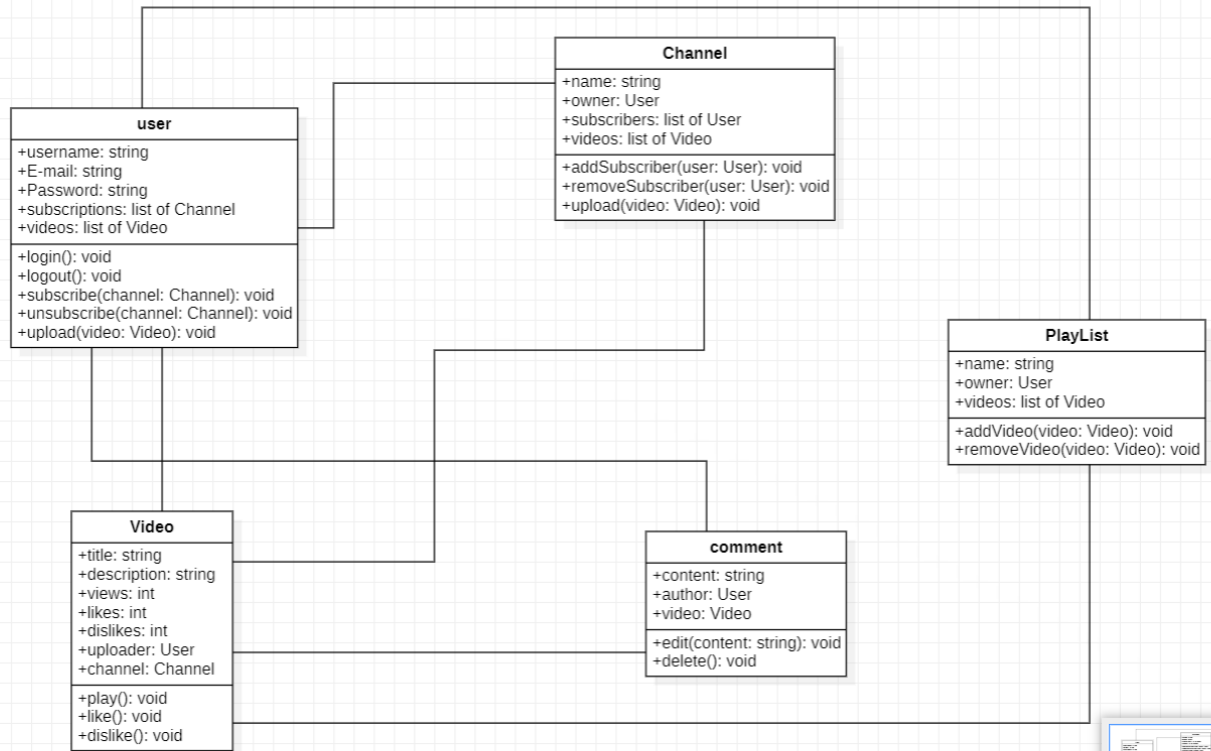 Channel
+name: string
+owner: User
+subscribers: list of User
+videos: list of Video
+addSubscriber(user: User): void
+removeSubscriber(user: User): void
+upload(video: Video): void
user
+username: string
+E-mail: string
+Password: string
+subscriptions: list of Channel
+videos: list of Video
+login(): void
+logout(): void
+subscribe(channel: Channel): void
+unsubscribe(channel: Channel): void
+upload(video: Video): void
PlayList
+name: string
+owner: User
+videos: list of Video
+addVideo(video: Video): void
+removeVideo(video: Video): void
Video
+title: string
+description: string
+views: int
+likes: int
+dislikes: int
+uploader: User
+channel: Channel
+play(): void
+like(): void
+dislike(): void
comment
+content: string
+author: User
+video: Video
+edit(content: string): void
+delete(): void